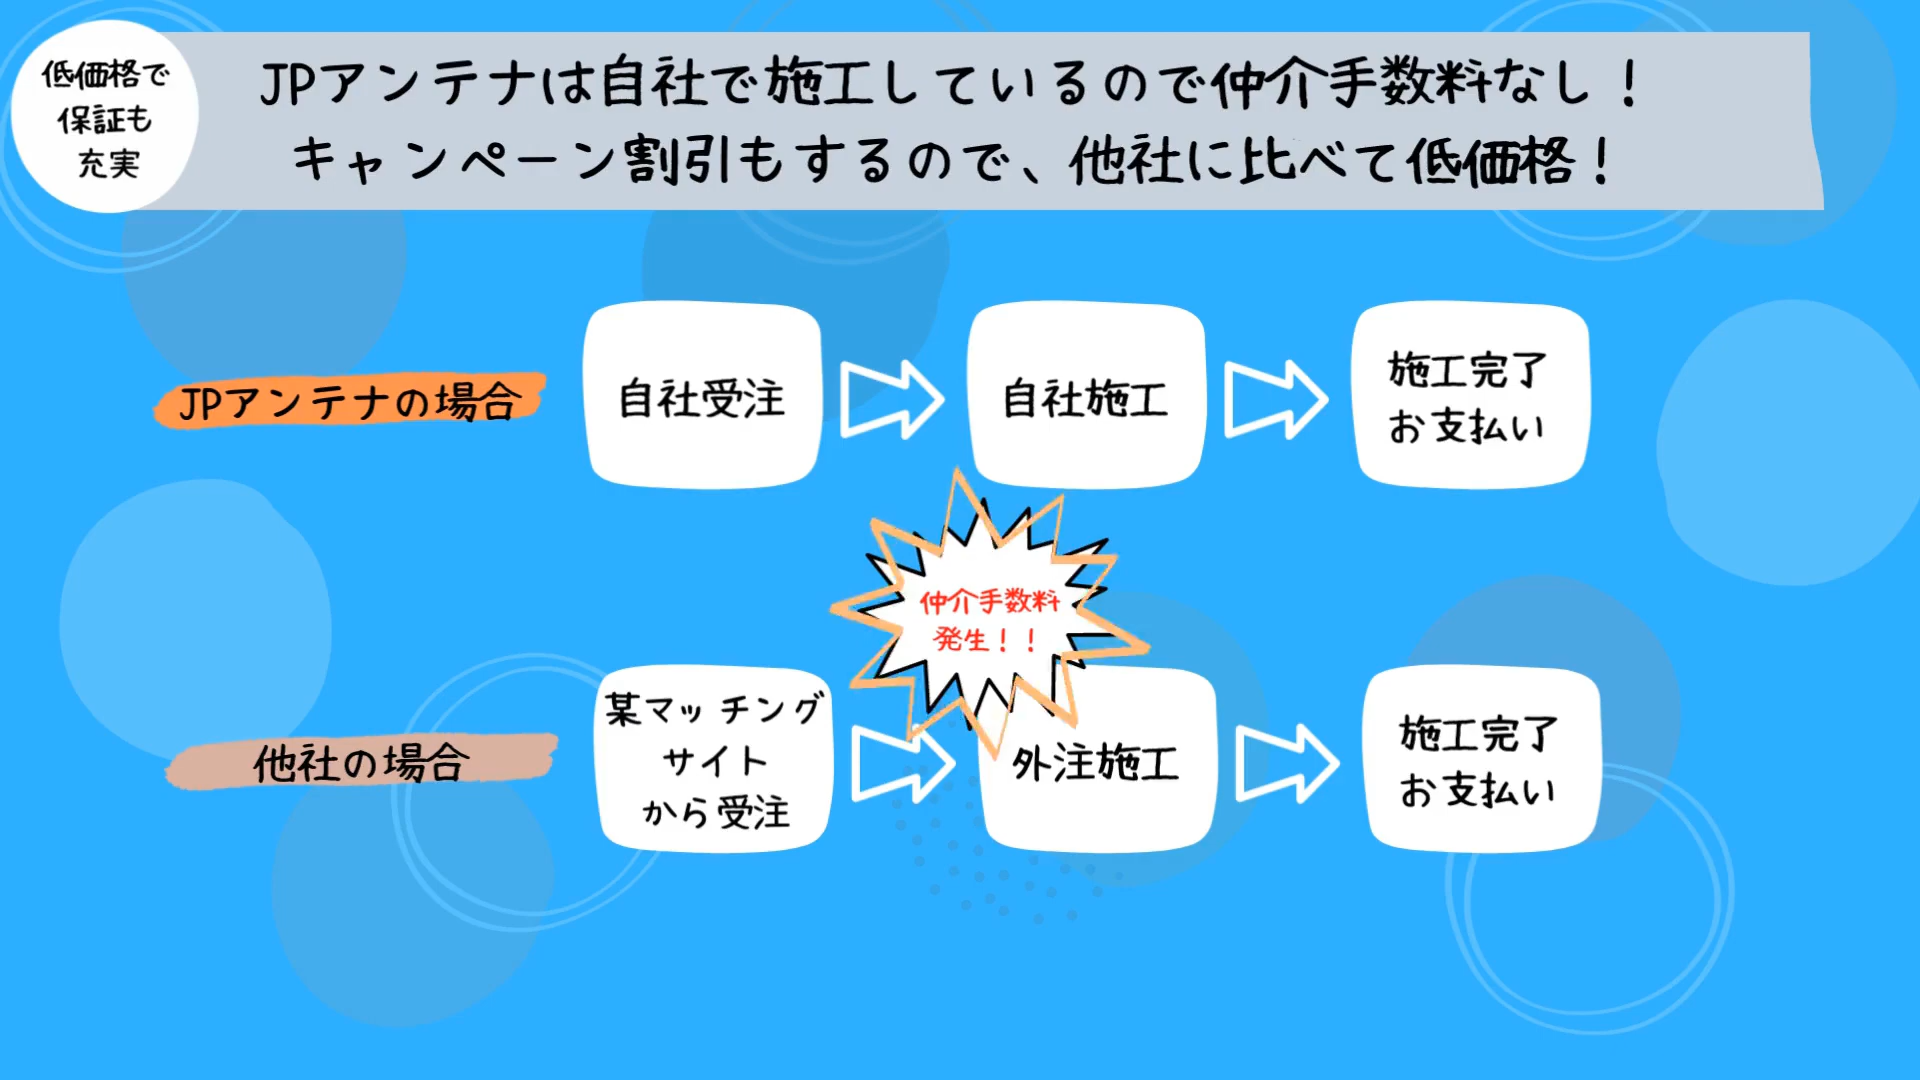 低価格で
保証も
充実
JPアンテナは自社で施工しているので仲介手数料なし！
キャンペーン割引もするので、他社に比べて低価格！
JPアンテナの場合
自社受注
自社施工
施工完了
お支払い
仲介手数料
発生！！
他社の場合
某マッチング
サイト
から受注
外注施工
施工完了
お支払い